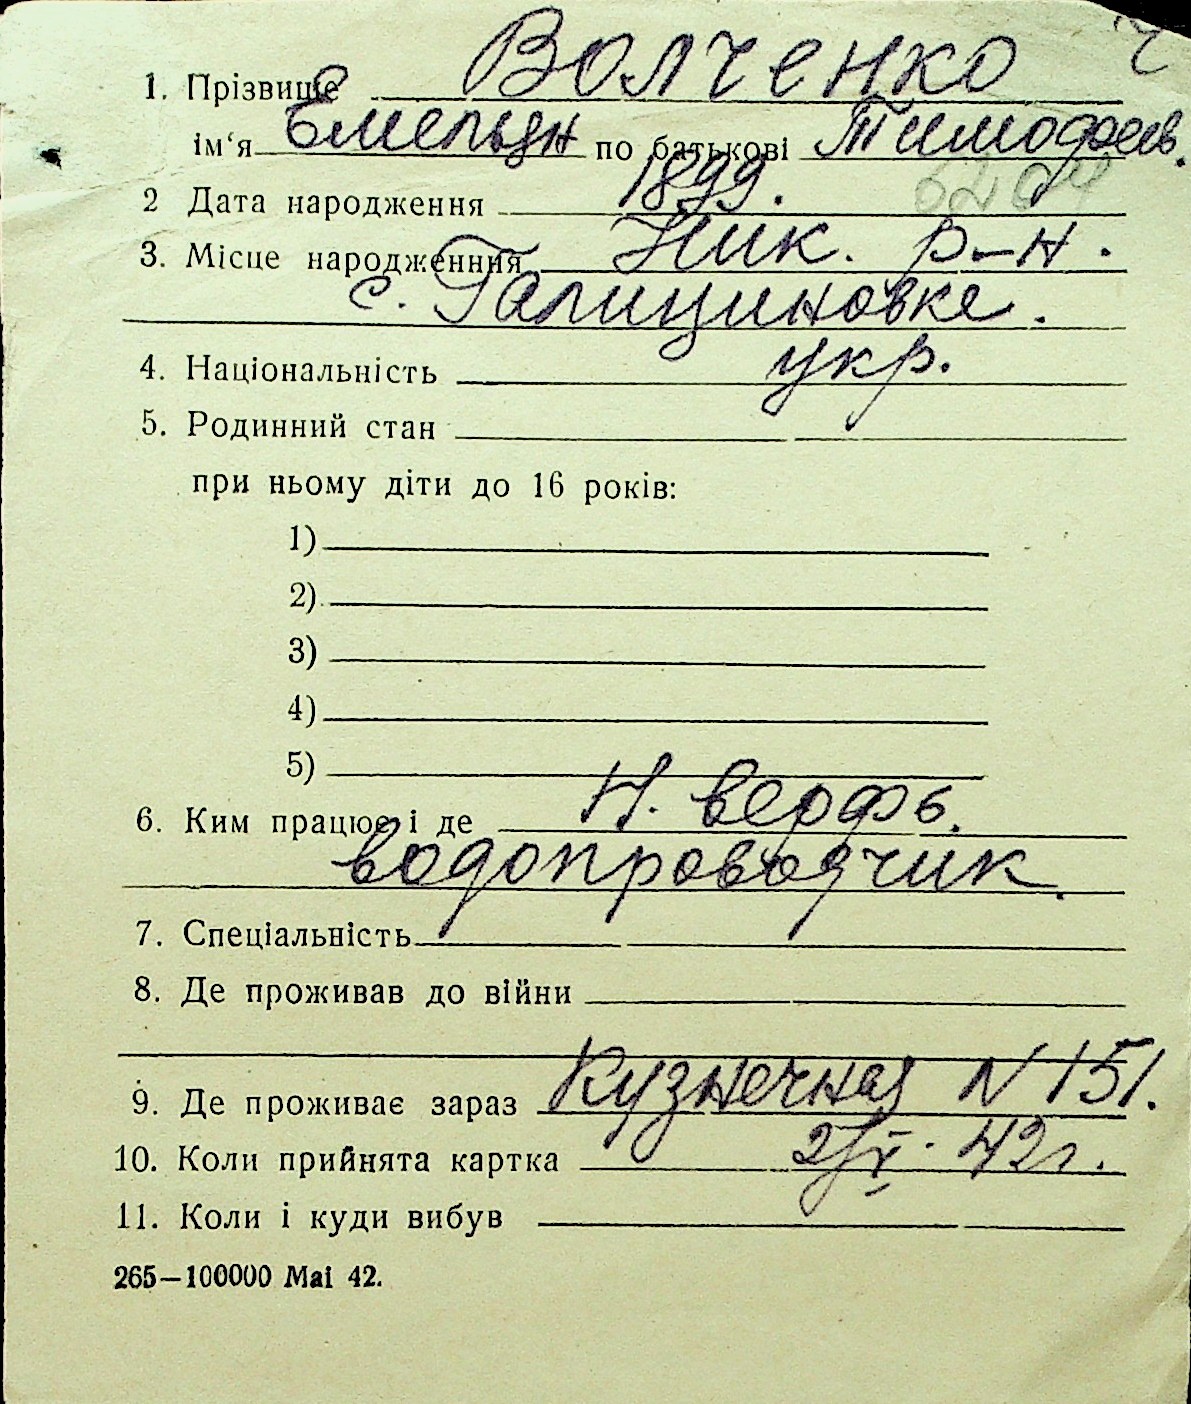 Ч
1. Прізвище Волченко
ім‘я Емельян по батькові Тимофеев.
2 Дата народження 1899.
3. Місце народженння Ник. р-н.
с. Галициновке.
4. Національність укр.
5. Родинний стан
при ньому діти до 16 років:
1)
2)
3)
4)
5)
6. Ким працює і де Н. верфь.
водопроводчик.
7. Спеціальність
8. Де проживав до війни
9. Де проживає зараз Кузнечная N 151.
10. Коли прийнята картка 42г.
11. Коли і куди вибув
265—100000 Mai 42.